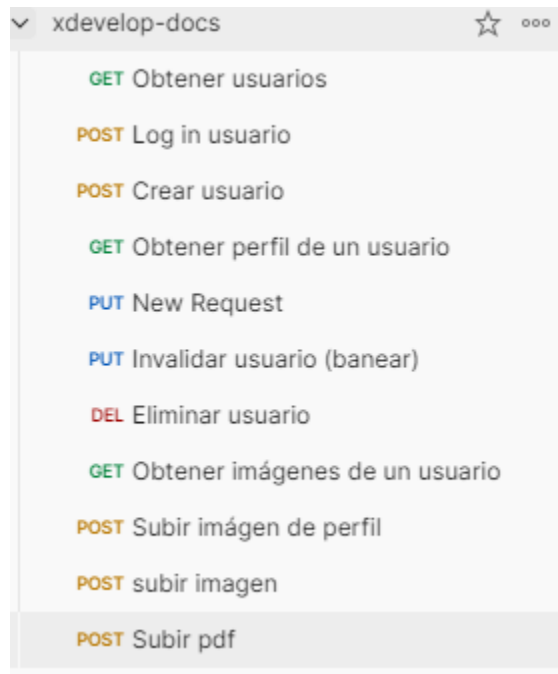 xdevelop-docs
GET Obtener usuarios
POST Log in usuario
POST Crear usuario
GET Obtener perfil de un usuario
PUT New Request
PUT Invalidar usuario (banear)
DEL Eliminar usuario
GET Obtener imágenes de un usuario
POST Subir imágen de perfil
POST subir imagen
POST Subir pdf